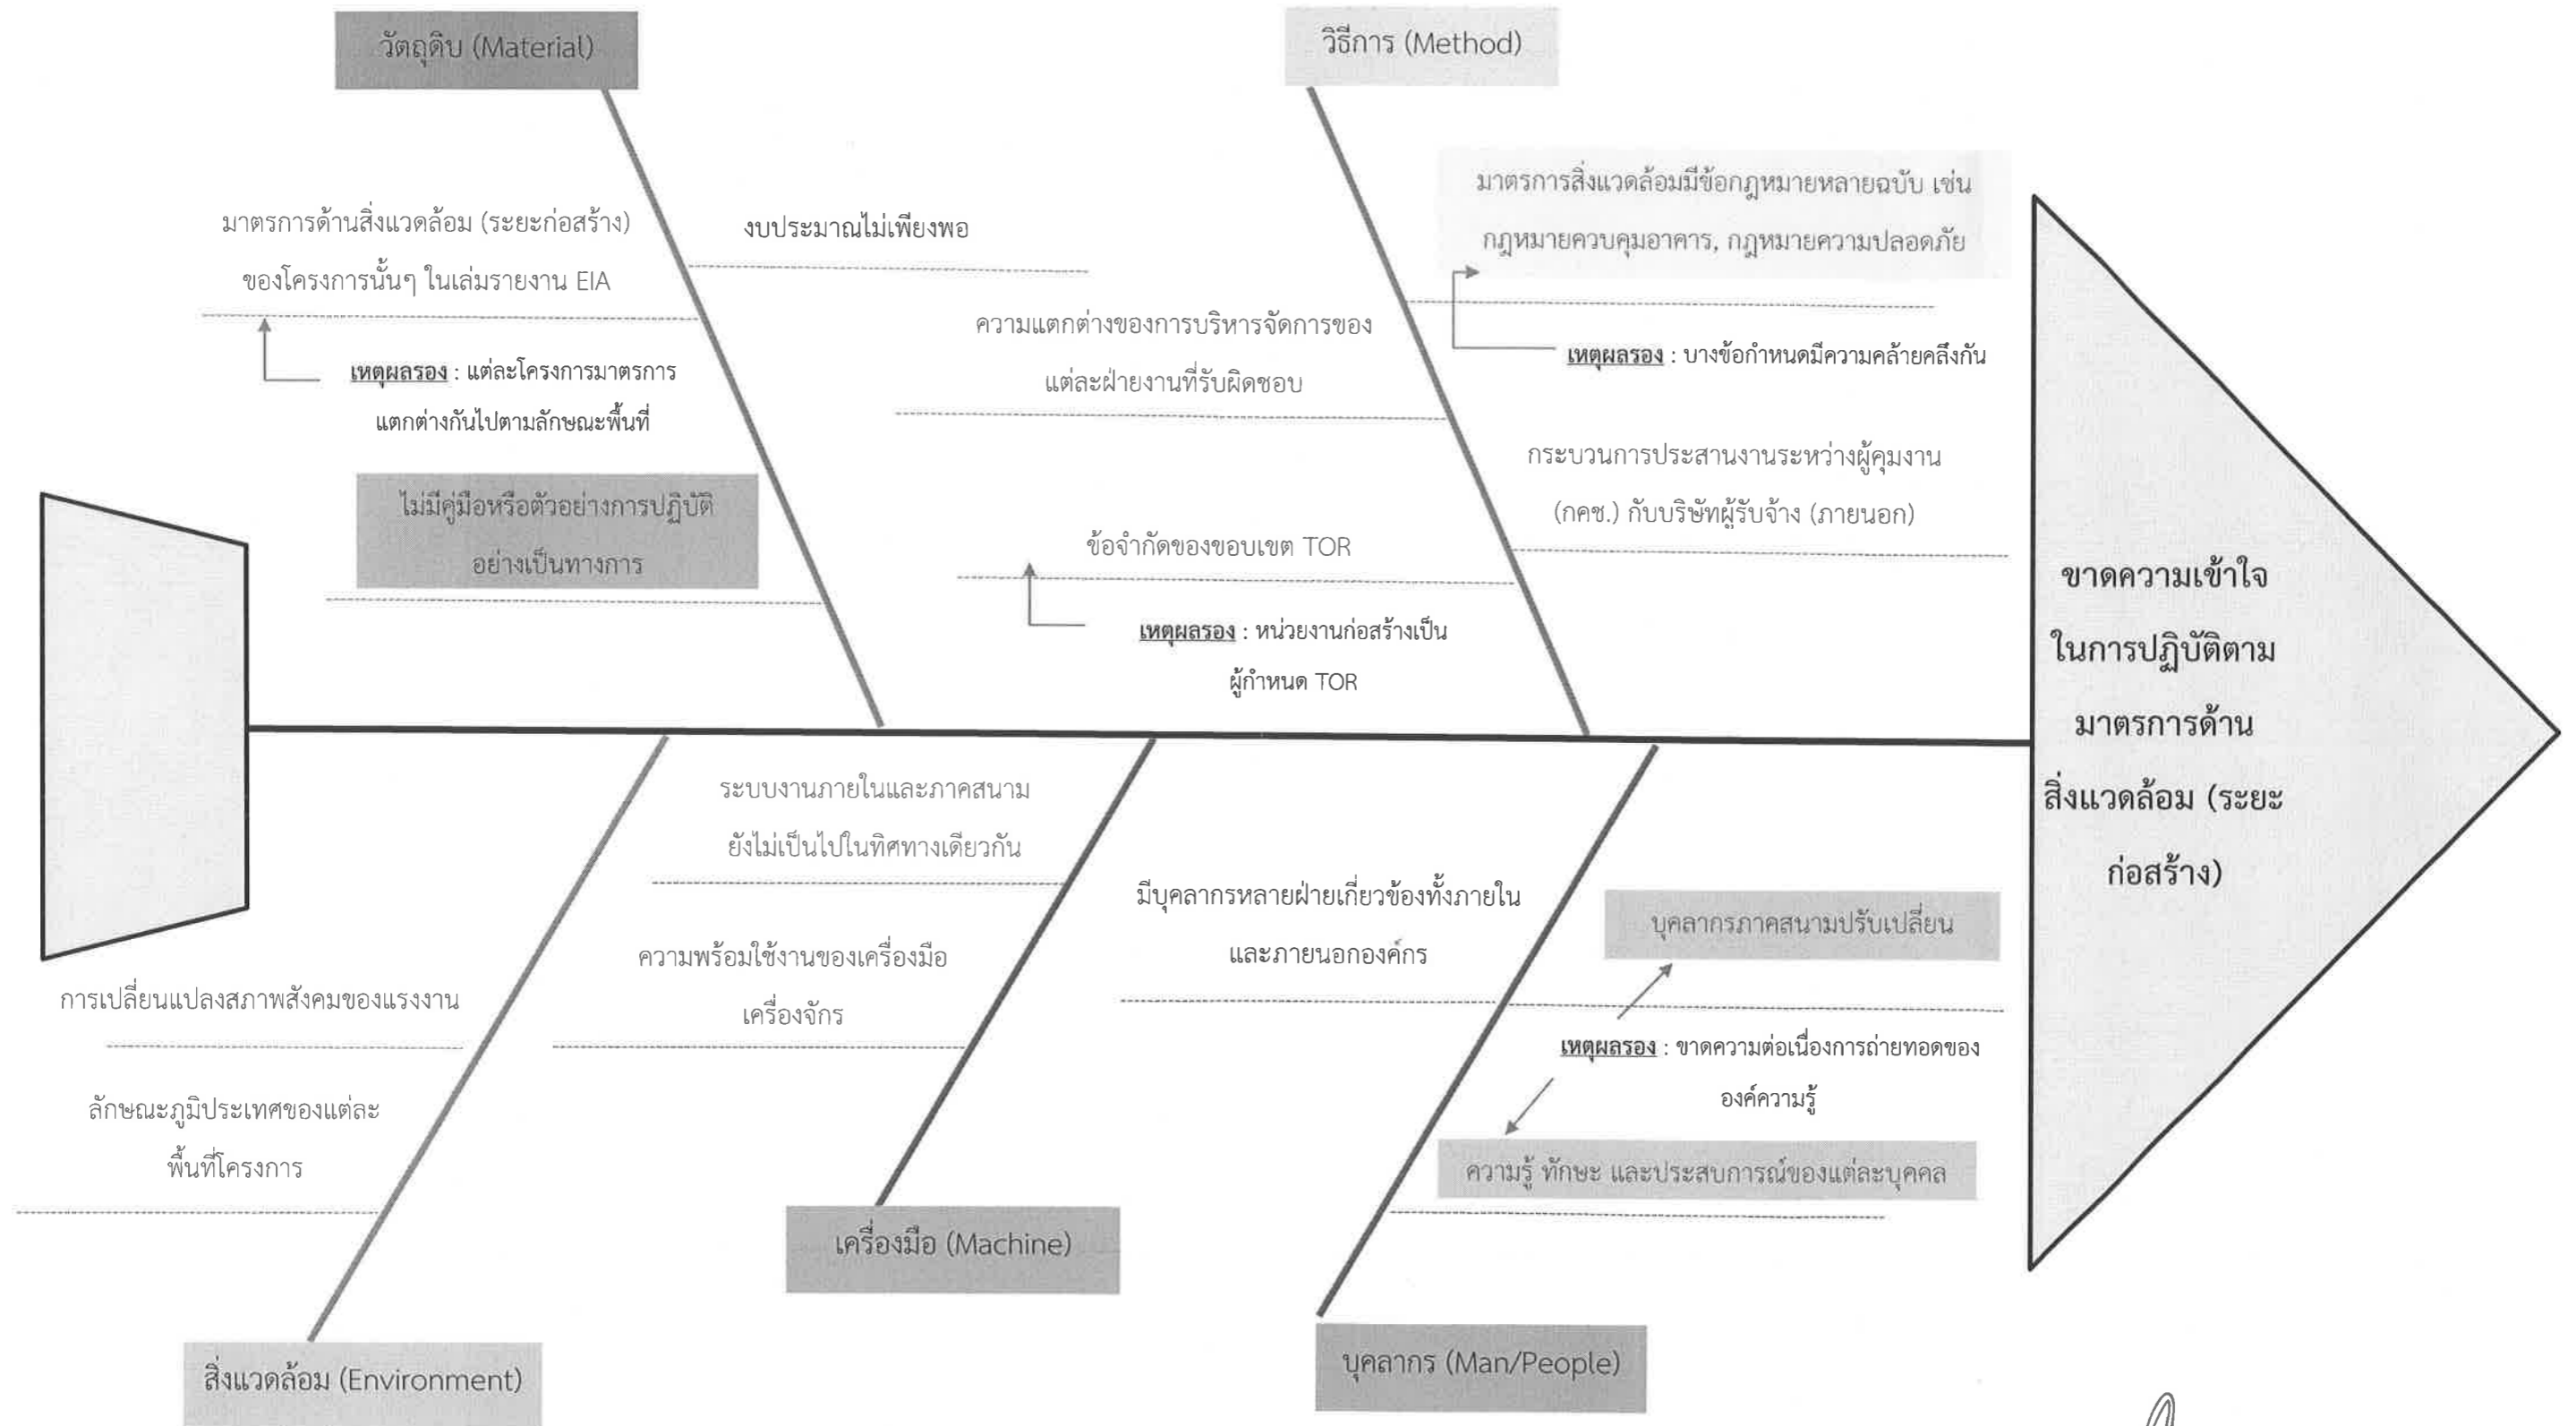 วัตถุดิบ (Material)
วิธีการ (Method)
มาตรการด้านสิ่งแวดล้อม (ระยะก่อสร้าง)
ของโครงการนั้นๆ ในเล่มรายงาน EIA
เหตุผลรอง : แต่ละโครงการมาตรการ
แตกต่างกันไปตามลักษณะพื้นที่
ไม่มีคู่มือหรือตัวอย่างการปฏิบัติ
อย่างเป็นทางการ
งบประมาณไม่เพียงพอ
ความแตกต่างของการบริหารจัดการของ
แต่ละฝ่ายงานที่รับผิดชอบ
ข้อจำกัดของขอบเขต TOR
เหตุผลรอง : หน่วยงานก่อสร้างเป็น
ผู้กำหนด TOR
มาตรการสิ่งแวดล้อมมีข้อกฎหมายหลายฉบับ เช่น
กฎหมายควบคุมอาคาร, กฎหมายความปลอดภัย
เหตุผลรอง : บางข้อกำหนดมีความคล้ายคลึงกัน
กระบวนการประสานงานระหว่างผู้คุมงาน
(กคช.) กับบริษัทผู้รับจ้าง (ภายนอก)
ขาดความเข้าใจ
ในการปฏิบัติตาม
มาตรการด้าน
สิ่งแวดล้อม (ระยะ
ก่อสร้าง)
การเปลี่ยนแปลงสภาพสังคมของแรงงาน
ลักษณะภูมิประเทศของแต่ละ
พื้นที่โครงการ
ระบบงานภายในและภาคสนาม
ยังไม่เป็นไปในทิศทางเดียวกัน
ความพร้อมใช้งานของเครื่องมือ
เครื่องจักร
มีบุคลากรหลายฝ่ายเกี่ยวข้องทั้งภายใน
และภายนอกองค์กร
บุคลากรภาคสนามปรับเปลี่ยน
เหตุผลรอง : ขาดความต่อเนื่องการถ่ายทอดของ
องค์ความรู้
ความรู้ ทักษะ และประสบการณ์ของแต่ละบุคคล
เครื่องมือ (Machine)
สิ่งแวดล้อม (Environment)
บุคลากร (Man/People)